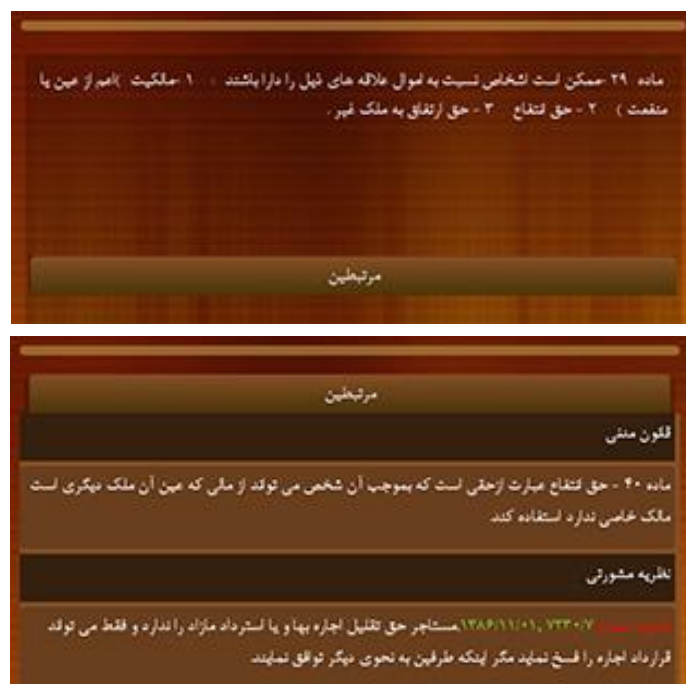 ماده ۲۹ -ممکن است اشخاص نسبت به اموال علاقه های ذیل را دارا باشند : ۱ -مالکیت )اعم از عین یا
منفعت ) ۲ - حق انتفاع ۳ - حق ارتفاق به ملک غیر .
مرتبطین
مرتبطین
قانون مدنی
ماده ۴۰ - حق انتفاع عبارت ازحقی است که بموجب آن شخص می تواند از مالی که عین آن ملک دیگری است
مالک خاصی ندارد استفاده کند
نظریه مشورتی
۷۲۳۰/۷ ,۱۳۸۶/۱۱/۰۱,مستاجر حق تقلیل اجاره بها و یا استرداد مازاد را ندارد و فقط می تواند
قرارداد اجاره را فسخ نماید مگر اینکه طرفین به نحوی دیگر توافق نمایند